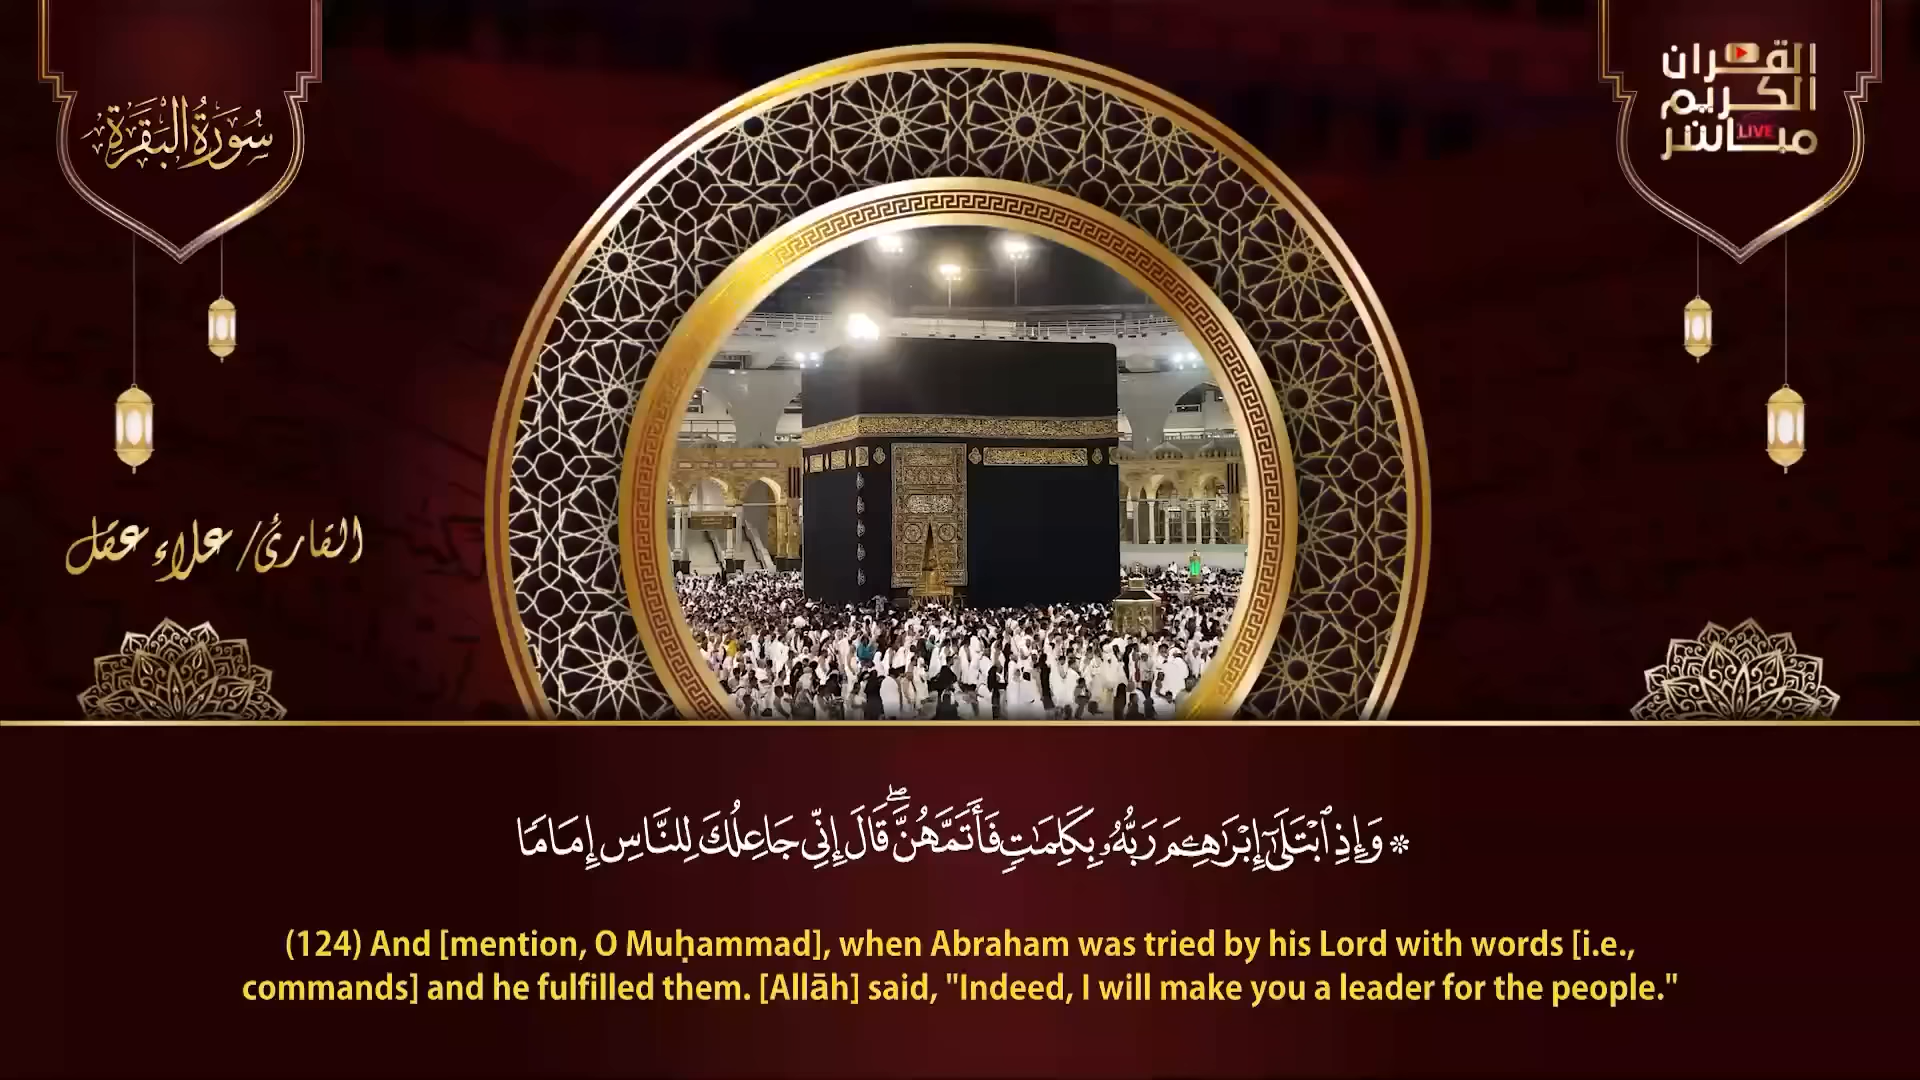 سُورَةُ البَقَرَةِ
القرآن
الكريم
مباشر
LIVE
القارئ/ علاء عقل
۞ وَإِذِ ٱبْتَلَىٰٓ إِبْرَٰهِـۧمَ رَبُّهُۥ بِكَلِمَٰتٍ فَأَتَمَّهُنَّۖ قَالَ إِنِّي جَاعِلُكَ لِلنَّاسِ إِمَامًا
(124) And [mention, O Muḥammad], when Abraham was tried by his Lord with words [i.e.,
commands] and he fulfilled them. [Allāh] said, "Indeed, I will make you a leader for the people."